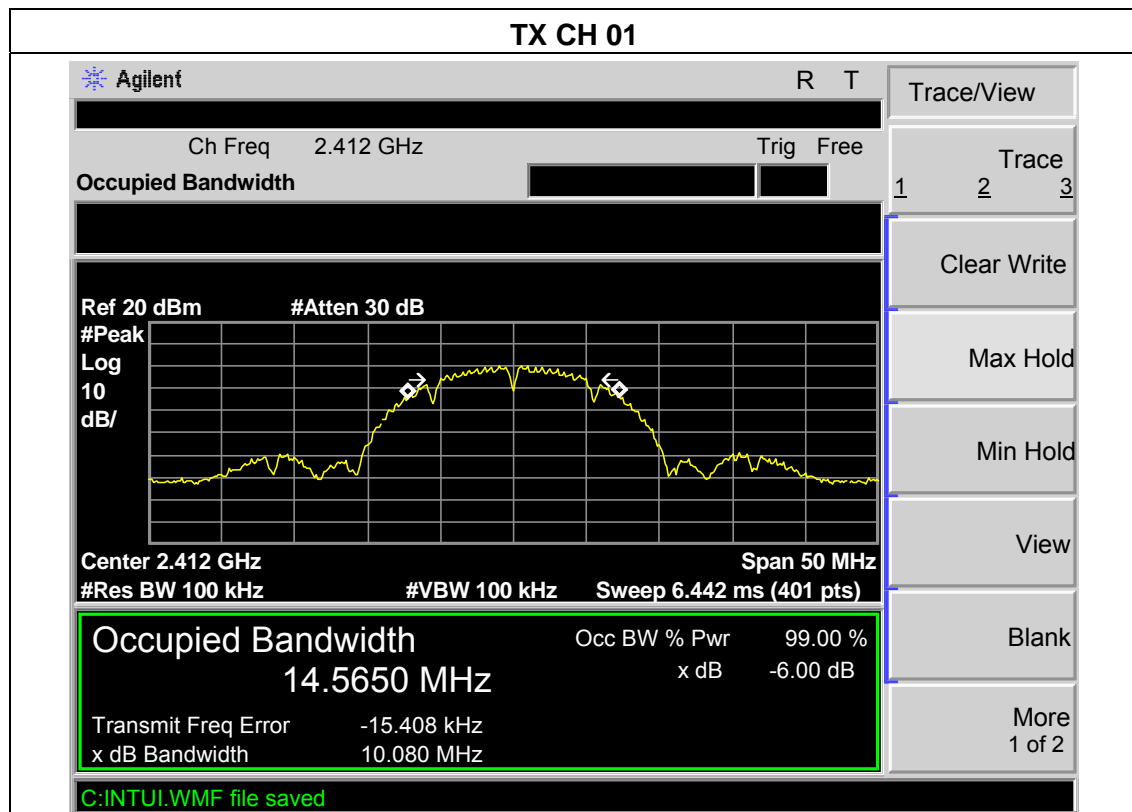 TX CH 01
Agilent R T
Ch Freq 2.412 GHz Trig Free
Occupied Bandwidth
Ref 20 dBm #Atten 30 dB
#Peak
Log
10
dB/
Center 2.412 GHz Span 50 MHz
#Res BW 100 kHz #VBW 100 kHz Sweep 6.442 ms (401 pts)
Occupied Bandwidth
14.5650 MHz
Occ BW % Pwr 99.00 %
x dB -6.00 dB
Transmit Freq Error -15.408 kHz
x dB Bandwidth 10.080 MHz
C:INTUI.WMF file saved
Trace/View
Trace
1 2 3
Clear Write
Max Hold
Min Hold
View
Blank
More
1 of 2